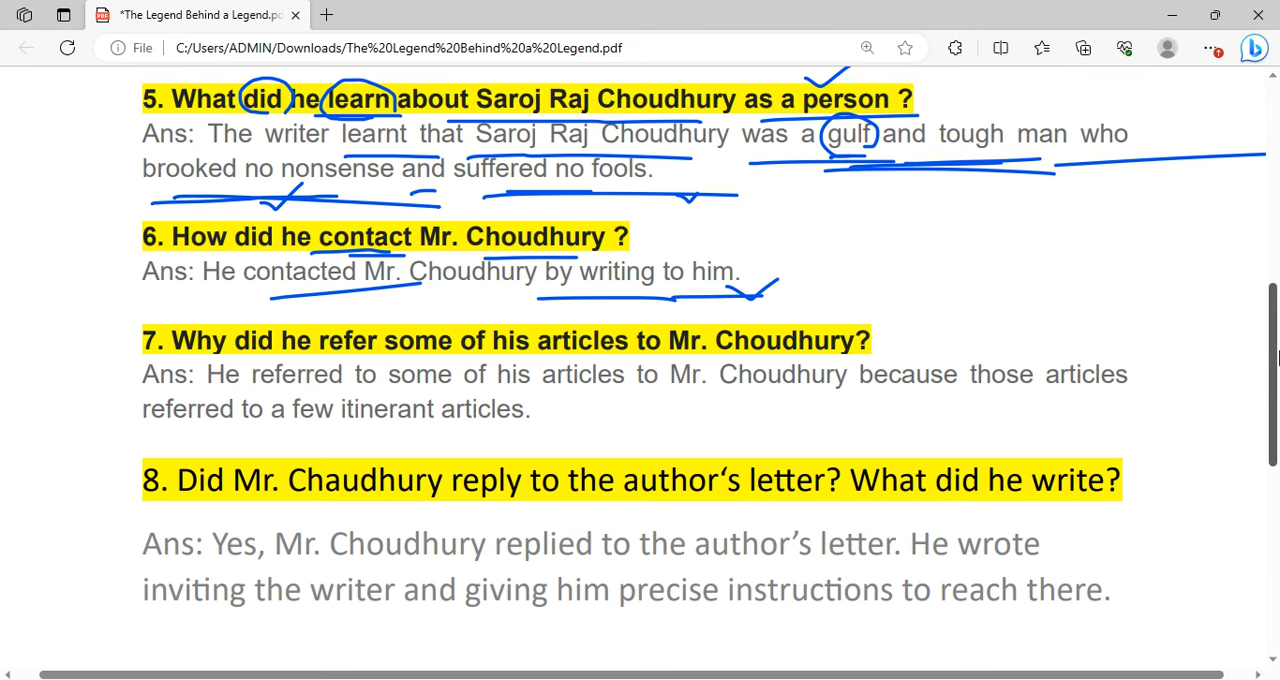 *The Legend Behind a Legend.pd
File C:/Users/ADMIN/Downloads/The%20Legend%20Behind%20a%20Legend.pdf
5. What did he learn about Saroj Raj Choudhury as a person ?
Ans: The writer learnt that Saroj Raj Choudhury was a gulf and tough man who
brooked no nonsense and suffered no fools.
6. How did he contact Mr. Choudhury ?
Ans: He contacted Mr. Choudhury by writing to him.
7. Why did he refer some of his articles to Mr. Choudhury?
Ans: He referred to some of his articles to Mr. Choudhury because those articles
referred to a few itinerant articles.
8. Did Mr. Chaudhury reply to the author‘s letter? What did he write?
Ans: Yes, Mr. Choudhury replied to the author’s letter. He wrote
inviting the writer and giving him precise instructions to reach there.